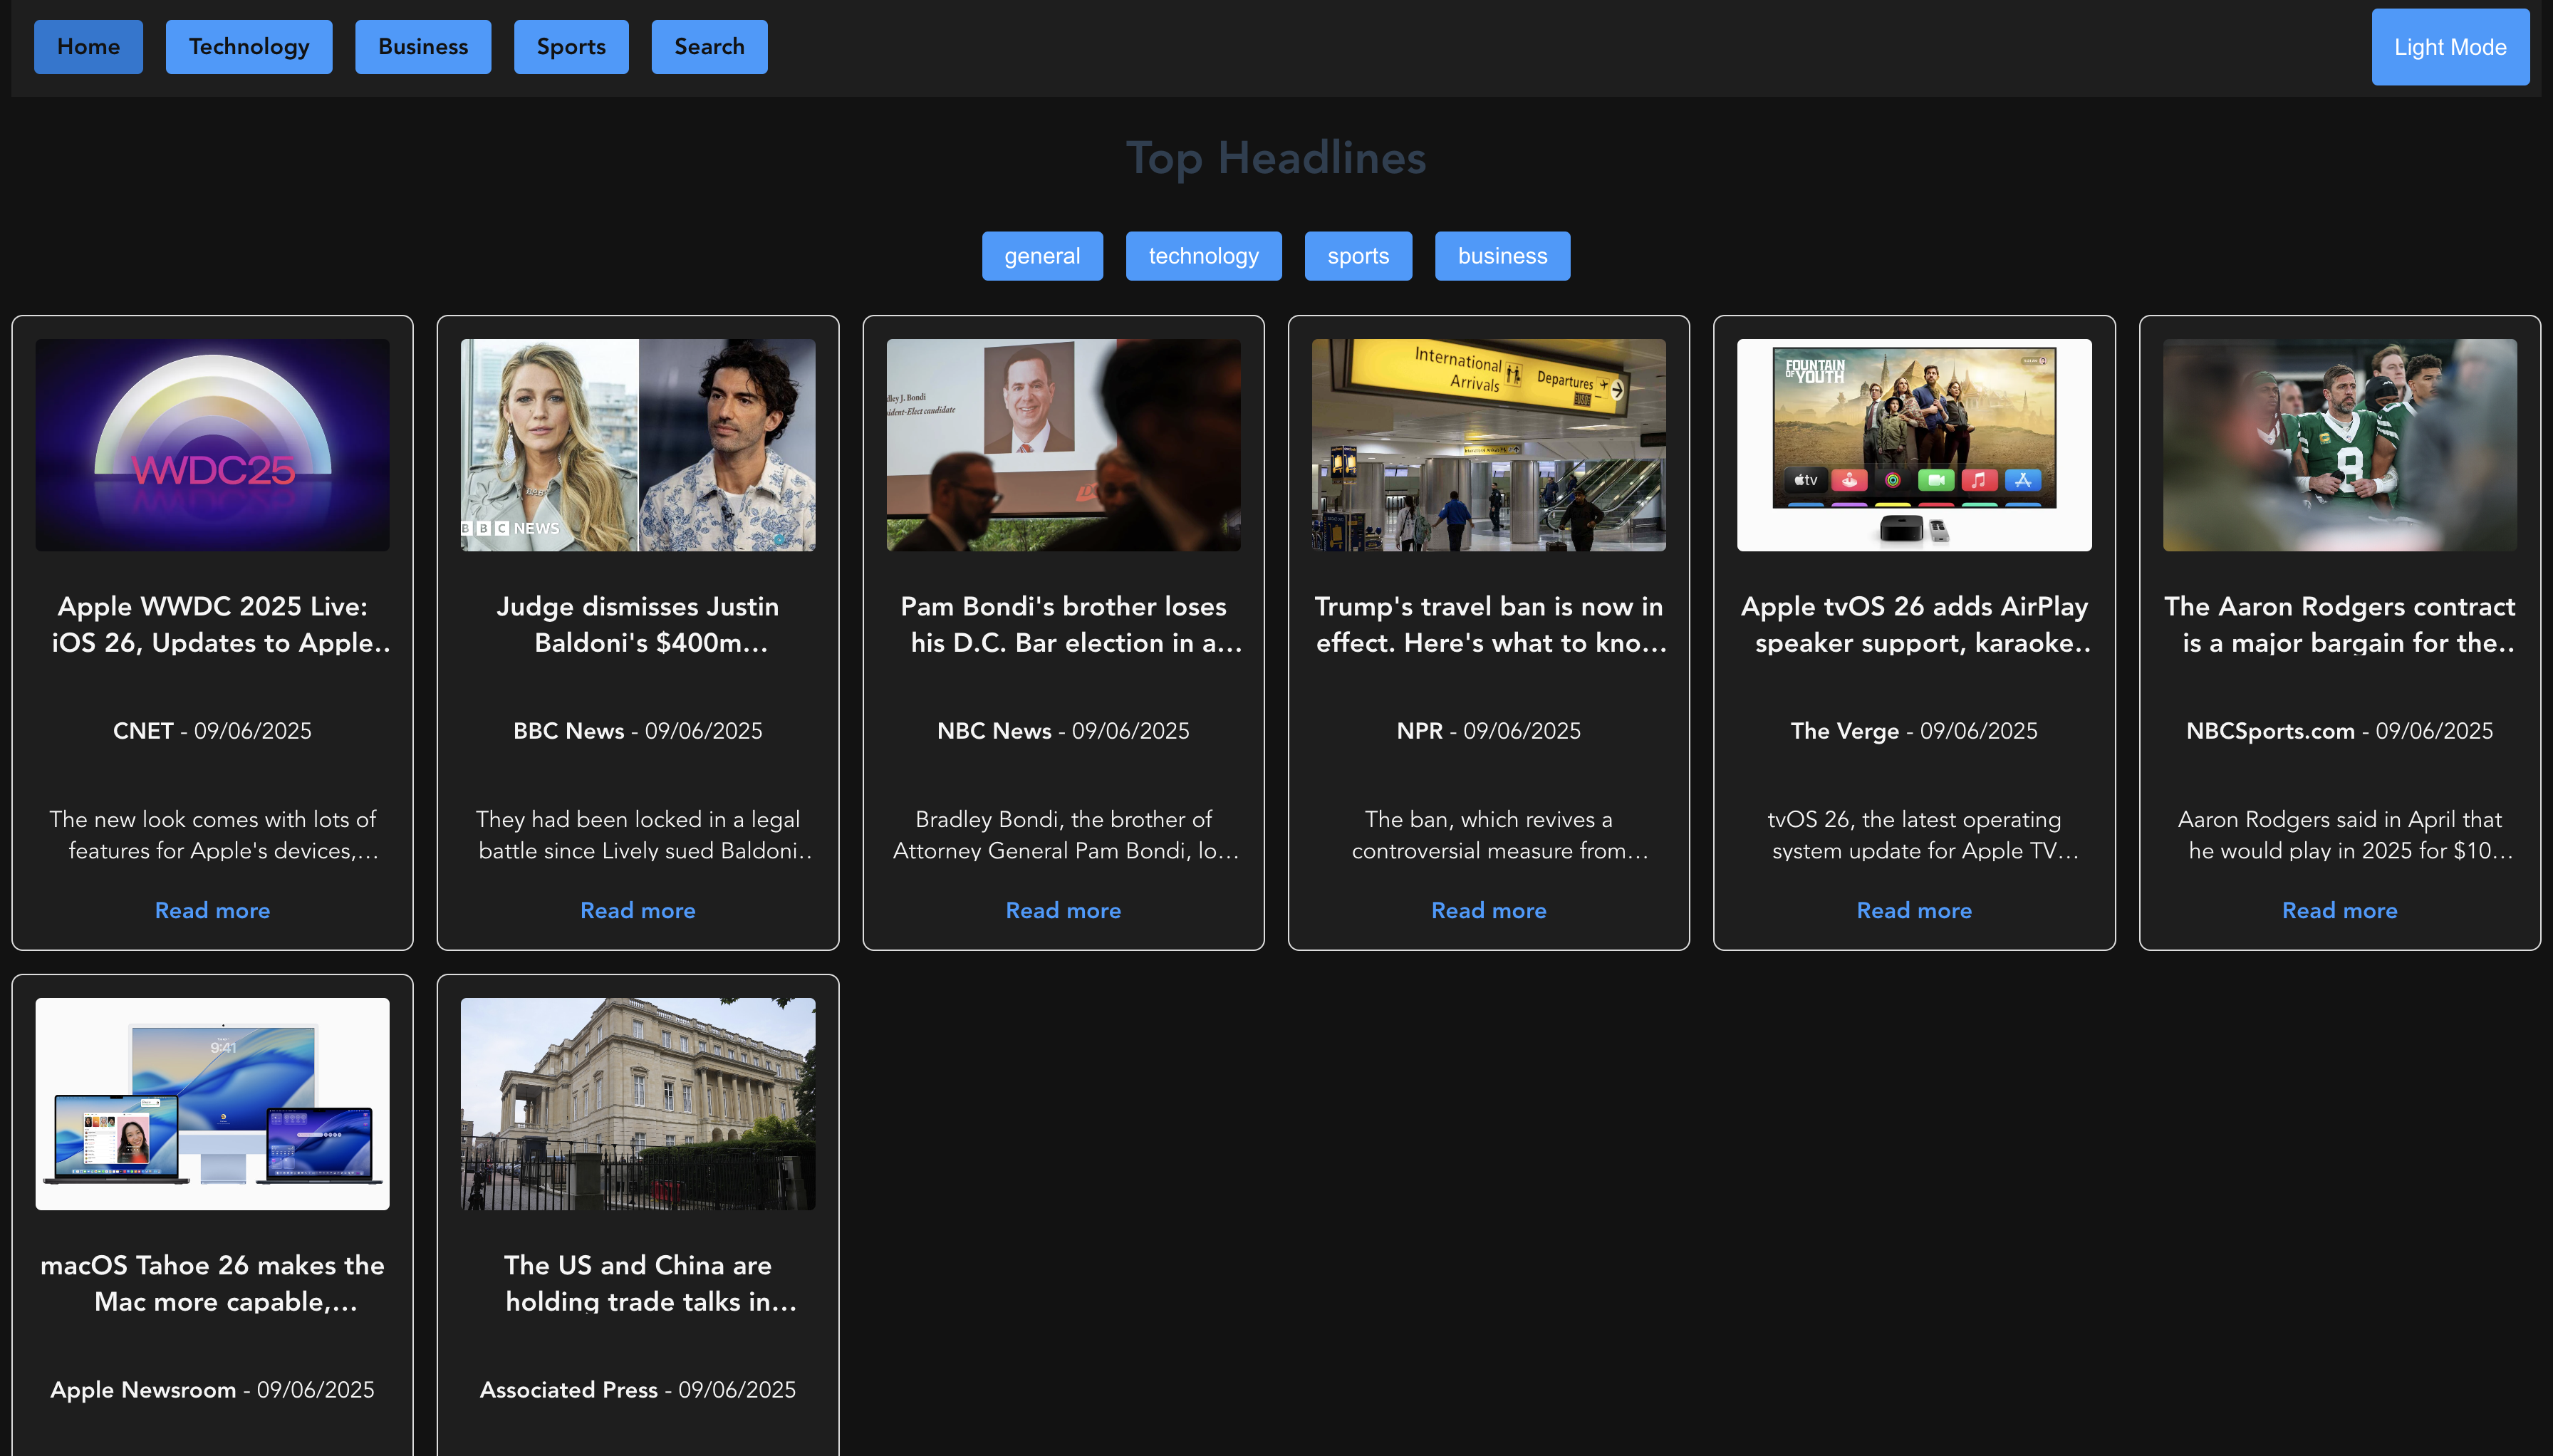 Home Technology Business Sports Search Light Mode
Top Headlines
general technology sports business
WWDC25
Apple WWDC 2025 Live:
iOS 26, Updates to Apple..
CNET - 09/06/2025
The new look comes with lots of
features for Apple's devices,...
Read more
BBC NEWS
Judge dismisses Justin
Baldoni's $400m...
BBC News - 09/06/2025
They had been locked in a legal
battle since Lively sued Baldoni..
Read more
dley J. Bondi
ident-Elect candidate
Pam Bondi's brother loses
his D.C. Bar election in a...
NBC News - 09/06/2025
Bradley Bondi, the brother of
Attorney General Pam Bondi, lo...
Read more
International
Arrivals
Departures
Trump's travel ban is now in
effect. Here's what to kno...
NPR - 09/06/2025
The ban, which revives a
controversial measure from...
Read more
FOUNTAIN
OF YOUTH
tv
Apple tvOS 26 adds AirPlay
speaker support, karaoke..
The Verge - 09/06/2025
tvOS 26, the latest operating
system update for Apple TV...
Read more
8
The Aaron Rodgers contract
is a major bargain for the..
NBCSports.com - 09/06/2025
Aaron Rodgers said in April that
he would play in 2025 for $10...
Read more
9:41
macOS Tahoe 26 makes the
Mac more capable,...
Apple Newsroom - 09/06/2025
The US and China are
holding trade talks in...
Associated Press - 09/06/2025